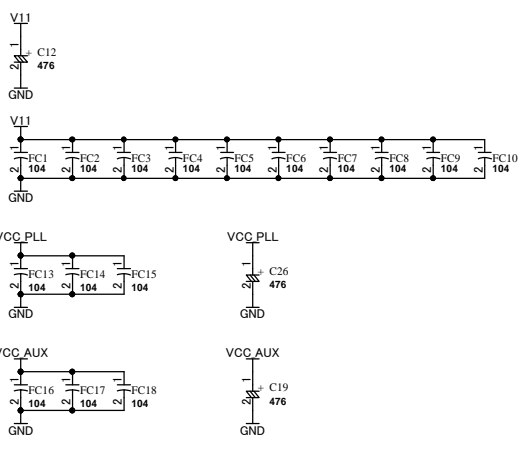 V11
1
+ C12
2 476
GND
V11
1 1 1 1 1 1 1 1 1 1
FC1 FC2 FC3 FC4 FC5 FC6 FC7 FC8 FC9 FC10
2 104 2 104 2 104 2 104 2 104 2 104 2 104 2 104 2 104 2 104
GND
VCC_PLL VCC_PLL
1 1 1 1
FC13 FC14 FC15 + C26
2 104 2 104 2 104 2 476
GND GND
VCC_AUX VCC_AUX
1 1 1 1
FC16 FC17 FC18 + C19
2 104 2 104 2 104 2 476
GND GND